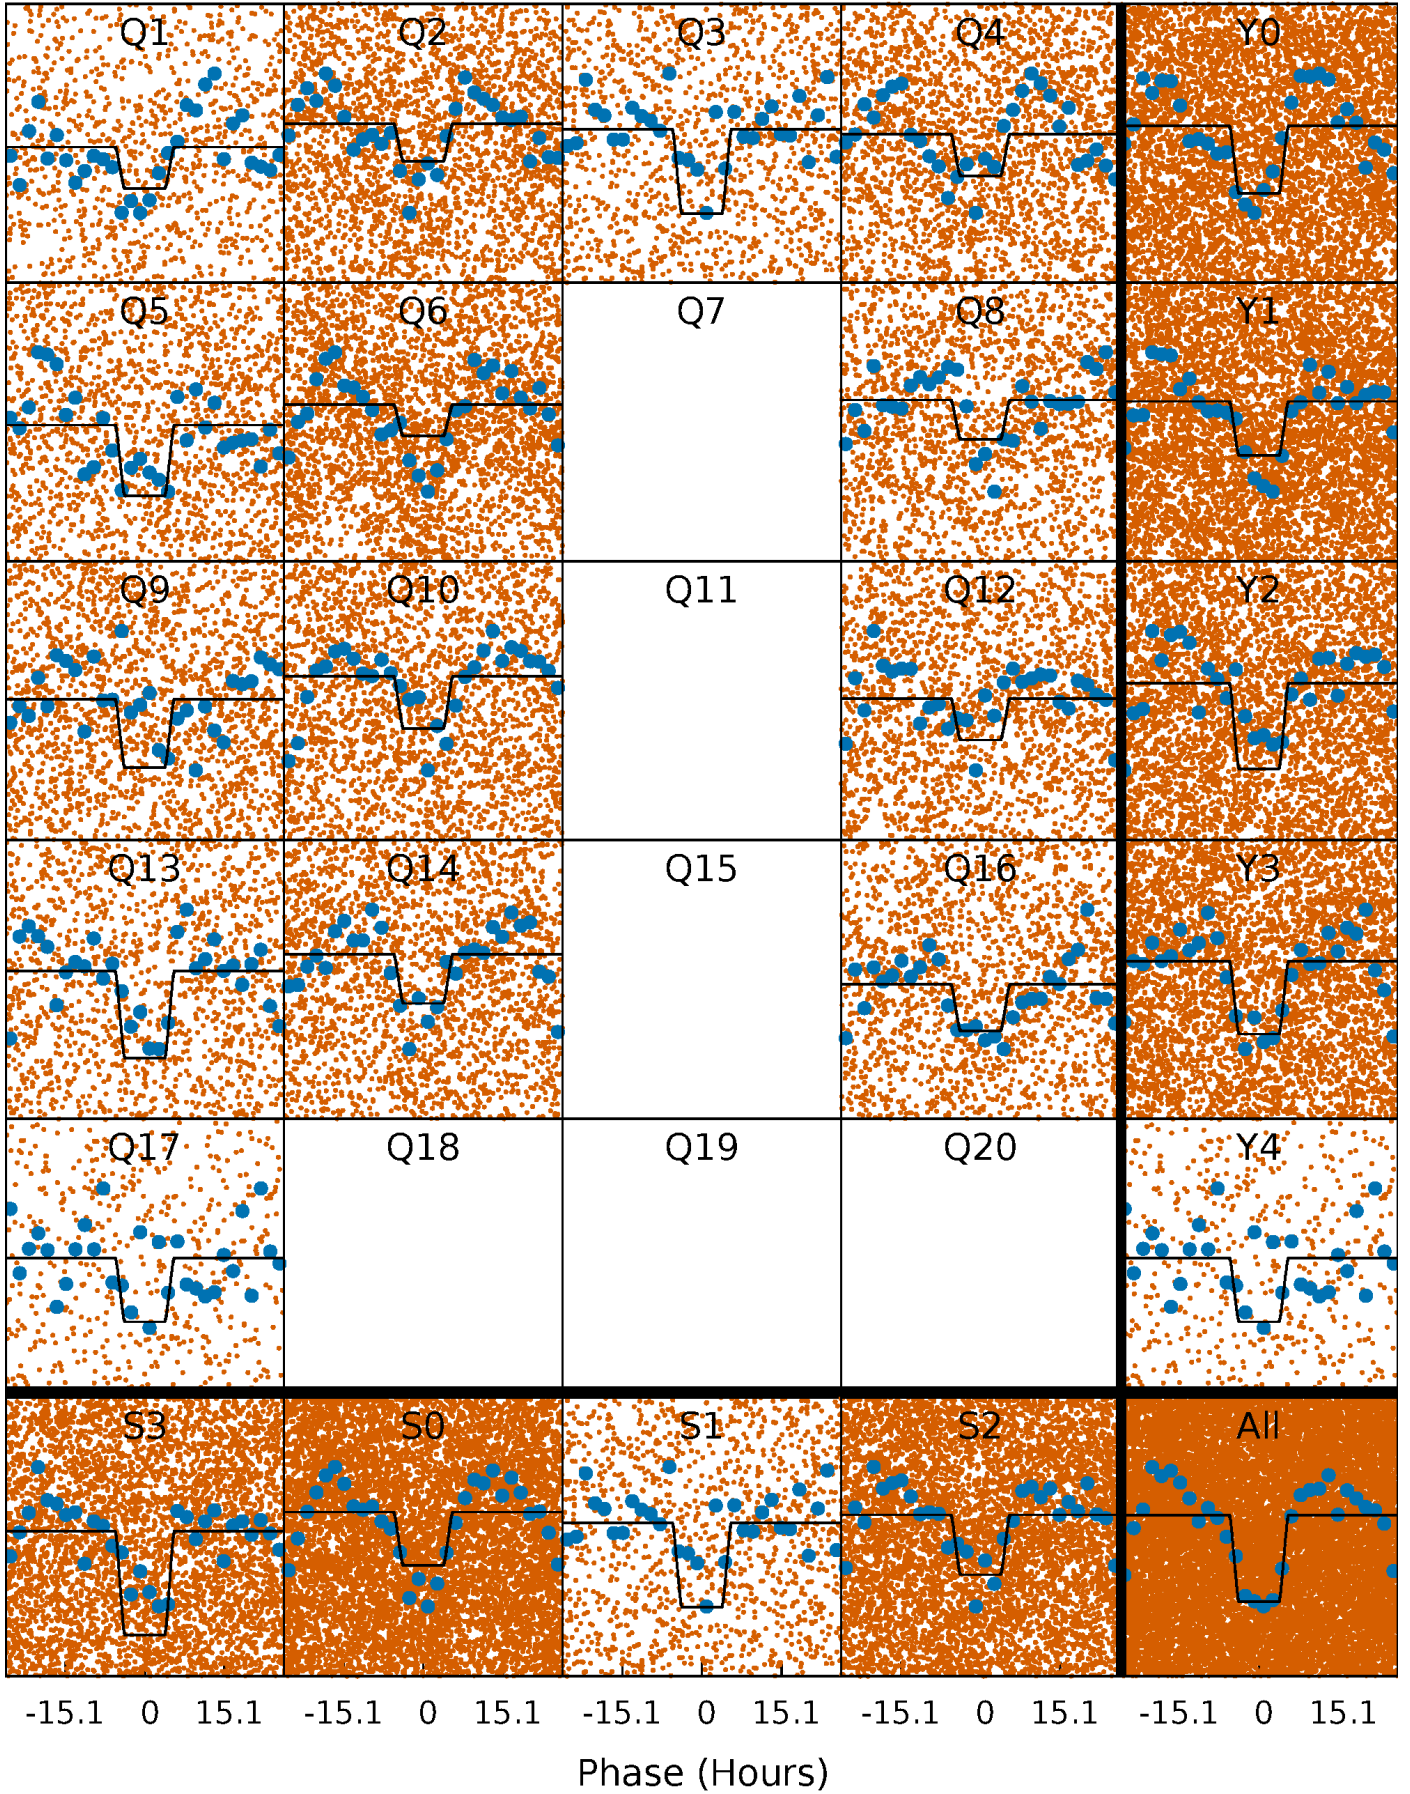 Q1 Q2 Q3 Q4 Y0
Q5 Q6 Q7 Q8 Y1
Q9 Q10 Q11 Q12 Y2
Q13 Q14 Q15 Q16 Y3
Q17 Q18 Q19 Q20 Y4
S3 S0 S1 S2 All
-15.1 0 15.1 -15.1 0 15.1 -15.1 0 15.1 -15.1 0 15.1 -15.1 0 15.1
Phase (Hours)